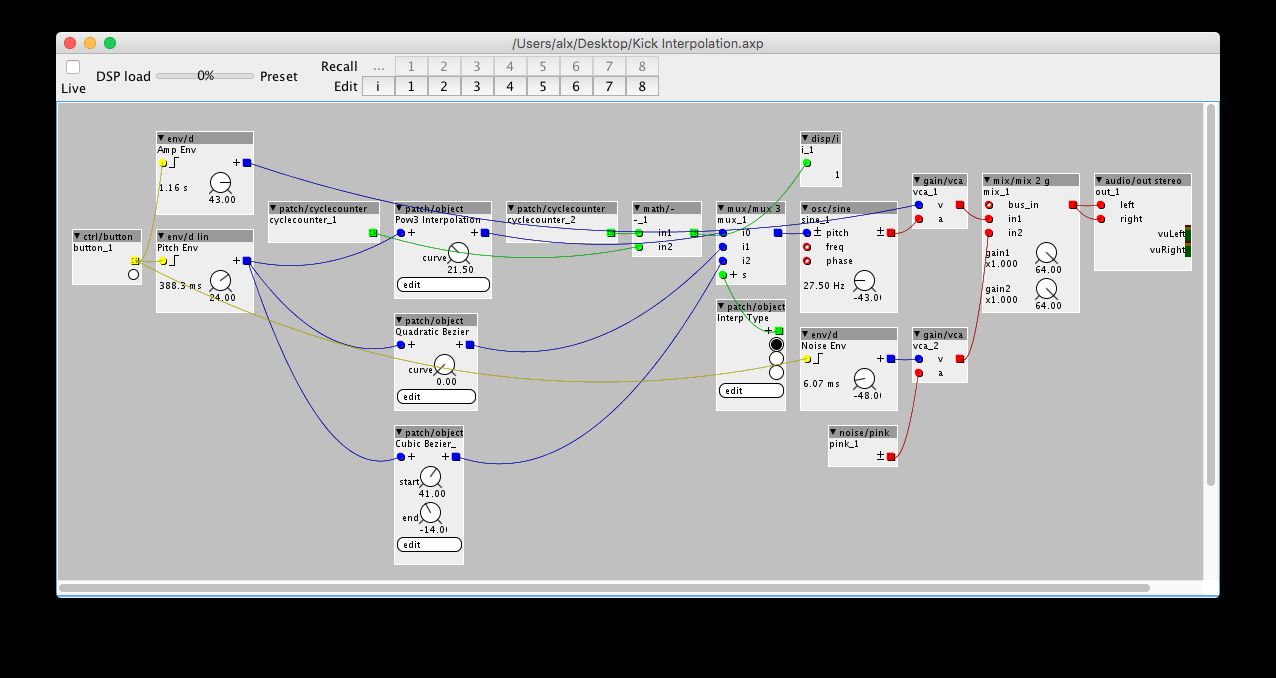 /Users/alx/Desktop/Kick Interpolation.axp
Live
DSP load 0% Preset
Recall ... 1 2 3 4 5 6 7 8
Edit i 1 2 3 4 5 6 7 8
ctrl/button
button_1
env/d
Amp Env
+
1.16 s
43.00
env/d lin
Pitch Env
+
388.3 ms
24.00
patch/cyclecounter
cyclecounter_1
patch/object
Pow3 Interpolation
+ +
curve
21.50
edit
patch/object
Quadratic Bezier
+ +
curve
0.00
edit
patch/object
Cubic Bezier_
+ +
start
41.00
end
-14.0
edit
patch/cyclecounter
cyclecounter_2
math/-
-_1
in1
in2
mux/mux 3
mux_1
i0
i1
i2
+ s
patch/object
Interp Type
+
edit
disp/i
i_1
1
osc/sine
sine_1
± pitch ±
freq
phase
27.50 Hz
-43.0
env/d
Noise Env
+
6.07 ms
-48.0
noise/pink
pink_1
±
gain/vca
vca_1
v
a
gain/vca
vca_2
v
a
mix/mix 2 g
mix_1
bus_in
in1
in2
gain1
x1.000
64.00
gain2
x1.000
64.00
audio/out stereo
out_1
left
right
vuLeft
vuRight